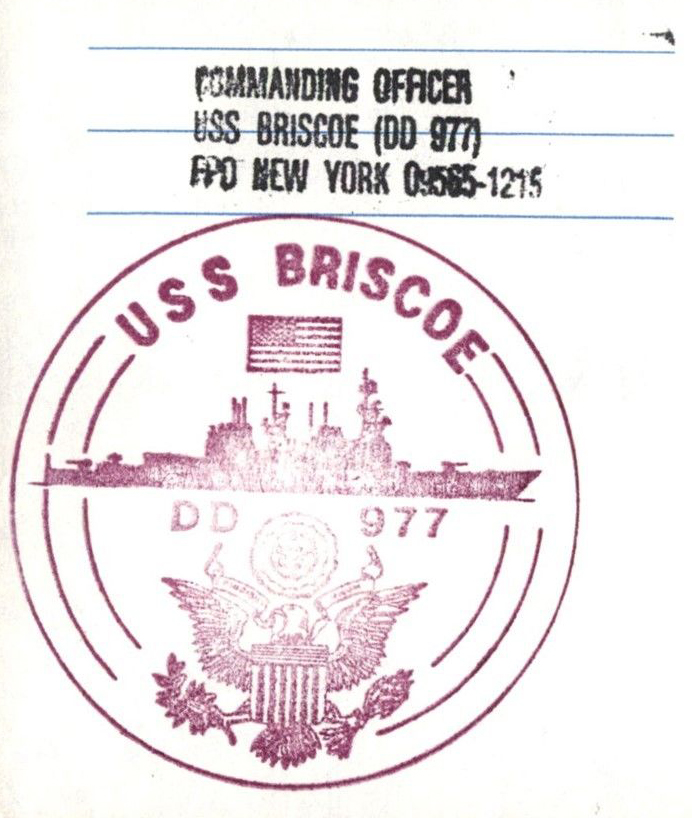 COMMANDING OFFICER
USS BRISCOE (DD 977)
FPO NEW YORK 09565-1215
USS BRISCOE
DD 977